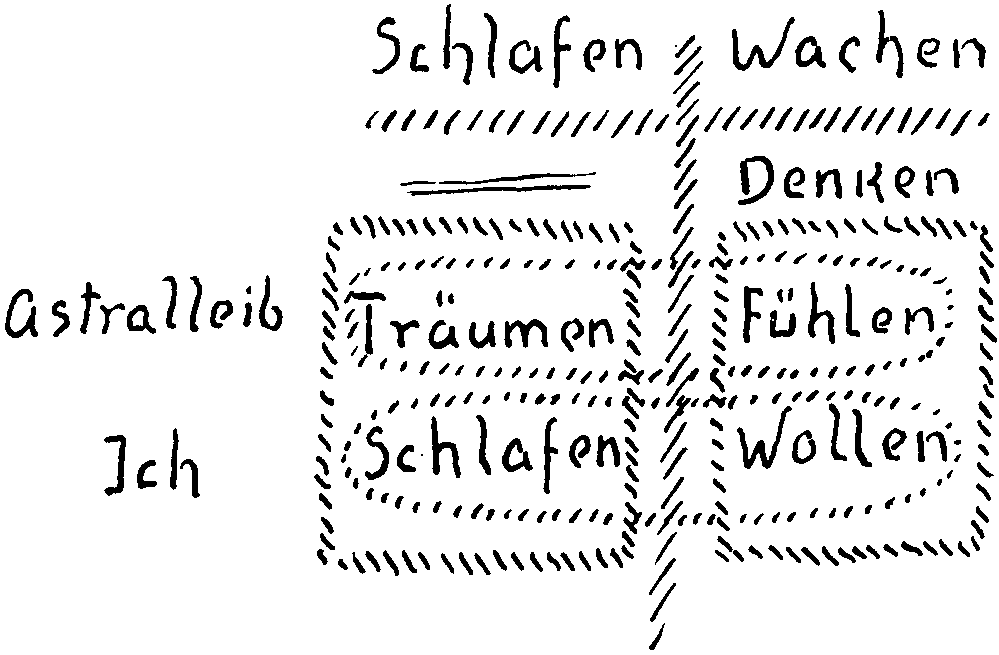 Schlafen Wachen
Denken
Astralleib Träumen Fühlen
Ich Schlafen Wollen